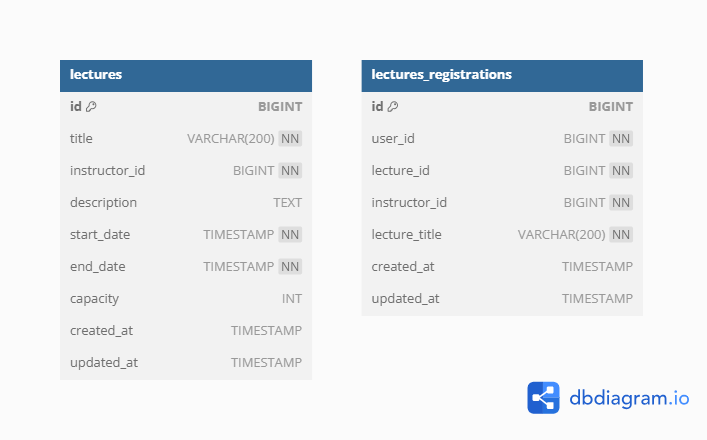 lectures
id BIGINT
title VARCHAR(200) NN
instructor_id BIGINT NN
description TEXT
start_date TIMESTAMP NN
end_date TIMESTAMP NN
capacity INT
created_at TIMESTAMP
updated_at TIMESTAMP
lectures_registrations
id BIGINT
user_id BIGINT NN
lecture_id BIGINT NN
instructor_id BIGINT NN
lecture_title VARCHAR(200) NN
created_at TIMESTAMP
updated_at TIMESTAMP
dbdiagram.io